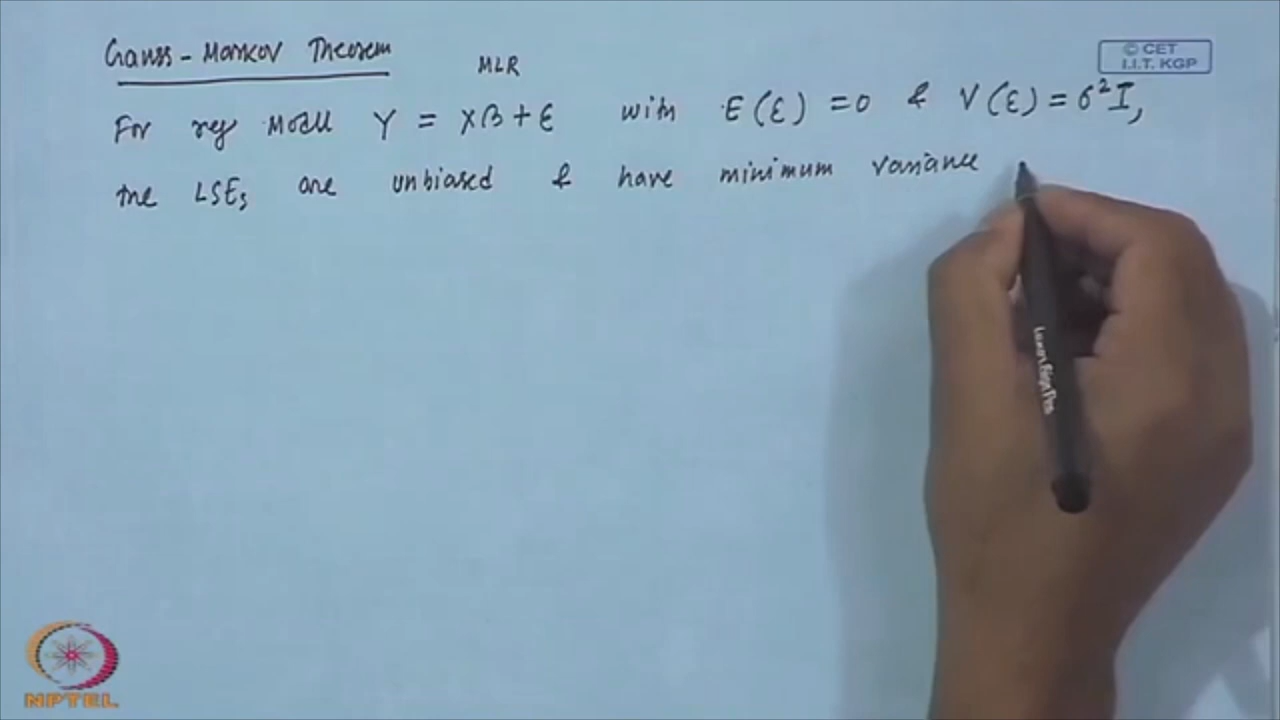 Gauss-Markov Theorem
MLR
© CET
I.I.T. KGP
For reg Model Y = Xβ + ε with E(ε) = 0 & V(ε) = σ²I,
the LSEs are unbiased & have minimum variance
NPTEL